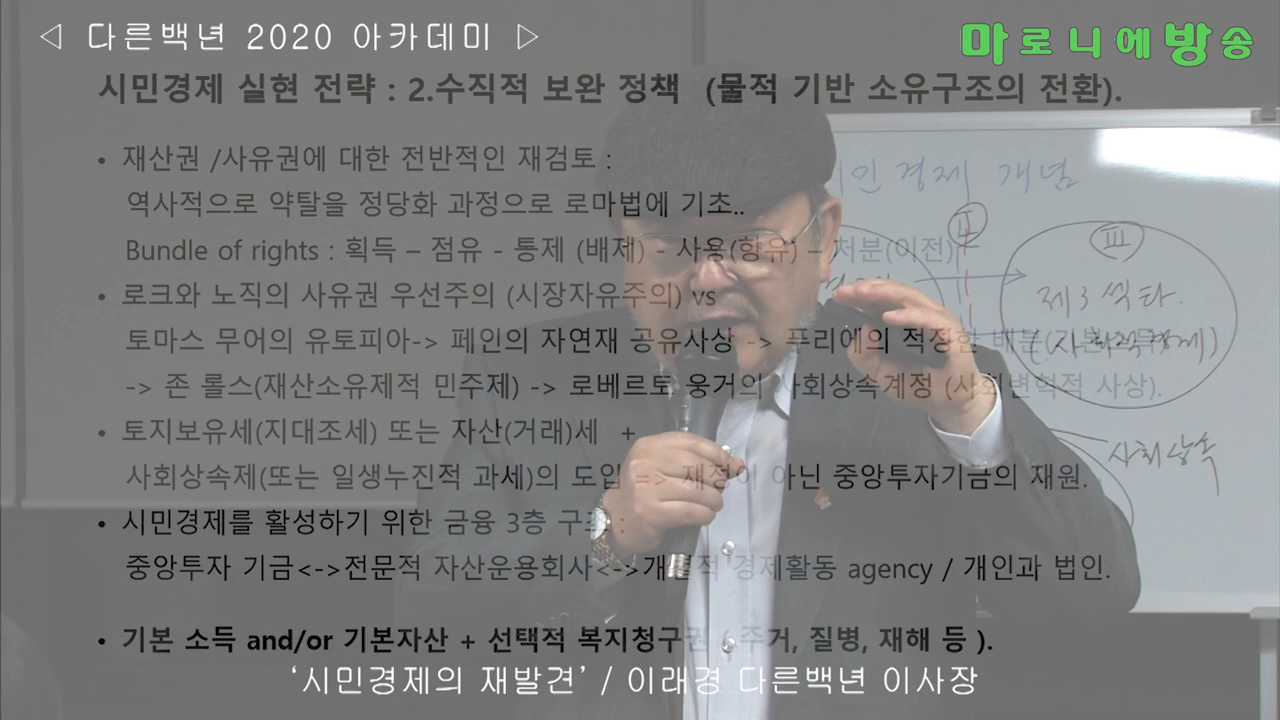 ◁ 다른백년 2020 아카데미 ▷
마로니에방송
시민경제 실현 전략 : 2.수직적 보완 정책 (물적 기반 소유구조의 전환).
• 재산권 /사유권에 대한 전반적인 재검토 :
역사적으로 약탈을 정당화 과정으로 로마법에 기초..
Bundle of rights : 획득 – 점유 - 통제 (배제) - 사용(향유) – 처분(이전)
• 로크와 노직의 사유권 우선주의 (시장자유주의) vs
토마스 무어의 유토피아-> 페인의 자연재 공유사상 -> 푸리에의 적정한 배분
-> 존 롤스(재산소유제적 민주제) -> 로베르토 웅거의 사회상속계정 (사회변혁적 사상).
• 토지보유세(지대조세) 또는 자산(거래)세 +
사회상속제(또는 일생누진적 과세)의 도입 => 재정이 아닌 중앙투자기금의 재원.
• 시민경제를 활성하기 위한 금융 3층 구조 :
중앙투자 기금<->전문적 자산운용회사<->개별적 경제활동 agency / 개인과 법인.
• 기본 소득 and/or 기본자산 + 선택적 복지청구권 ( 주거, 질병, 재해 등 ).
인 경제 개념
II
III
제3섹타.
(사회적경제)
사회상속
‘시민경제의 재발견’ / 이래경 다른백년 이사장